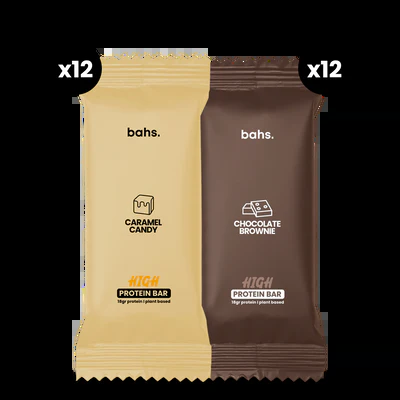 x12
x12
bahs.
CARAMEL
CANDY
HIGH
PROTEIN BAR
18gr protein / plant based
bahs.
CHOCOLATE
BROWNIE
HIGH
PROTEIN BAR
18gr protein / plant based